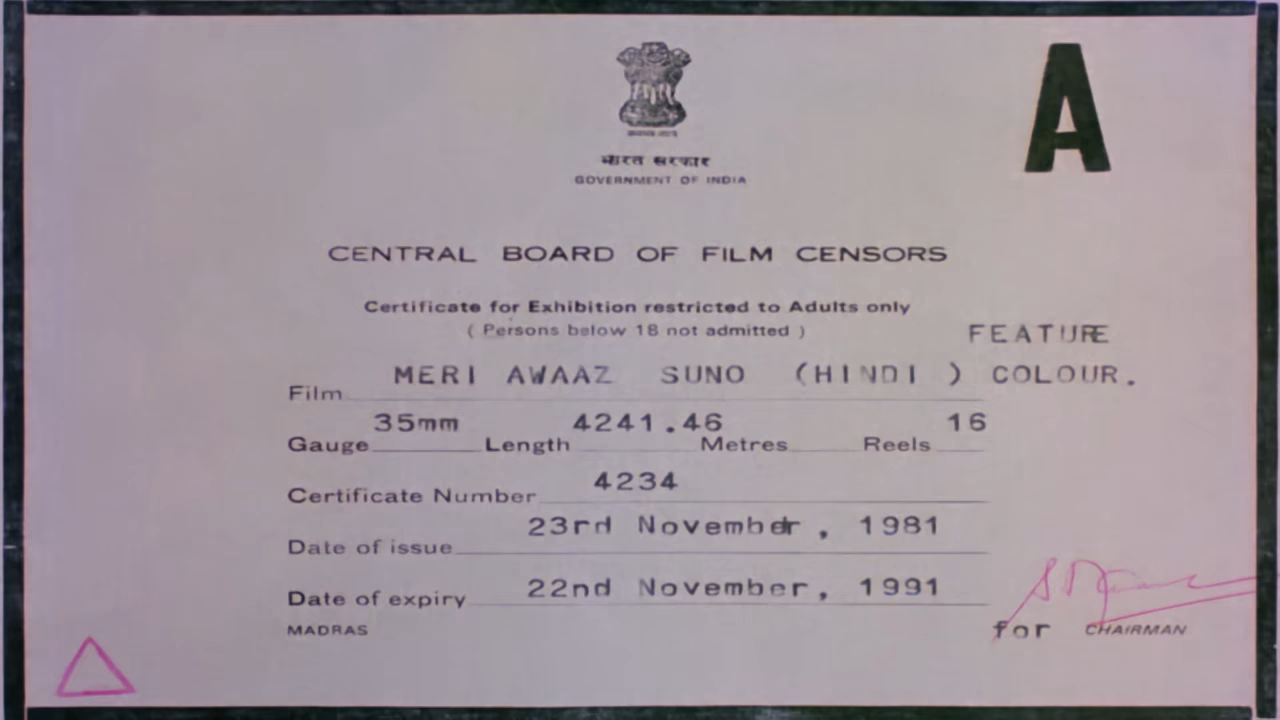 A
भारत सरकार
GOVERNMENT OF INDIA
CENTRAL BOARD OF FILM CENSORS
Certificate for Exhibition restricted to Adults only
( Persons below 18 not admitted )
FEATURE
Film MERI AWAAZ SUNO (HINDI ) COLOUR.
Gauge 35mm Length 4241.46 Metres Reels 16
Certificate Number 4234
Date of issue 23rd November, 1981
Date of expiry 22nd November, 1991
MADRAS
for CHAIRMAN